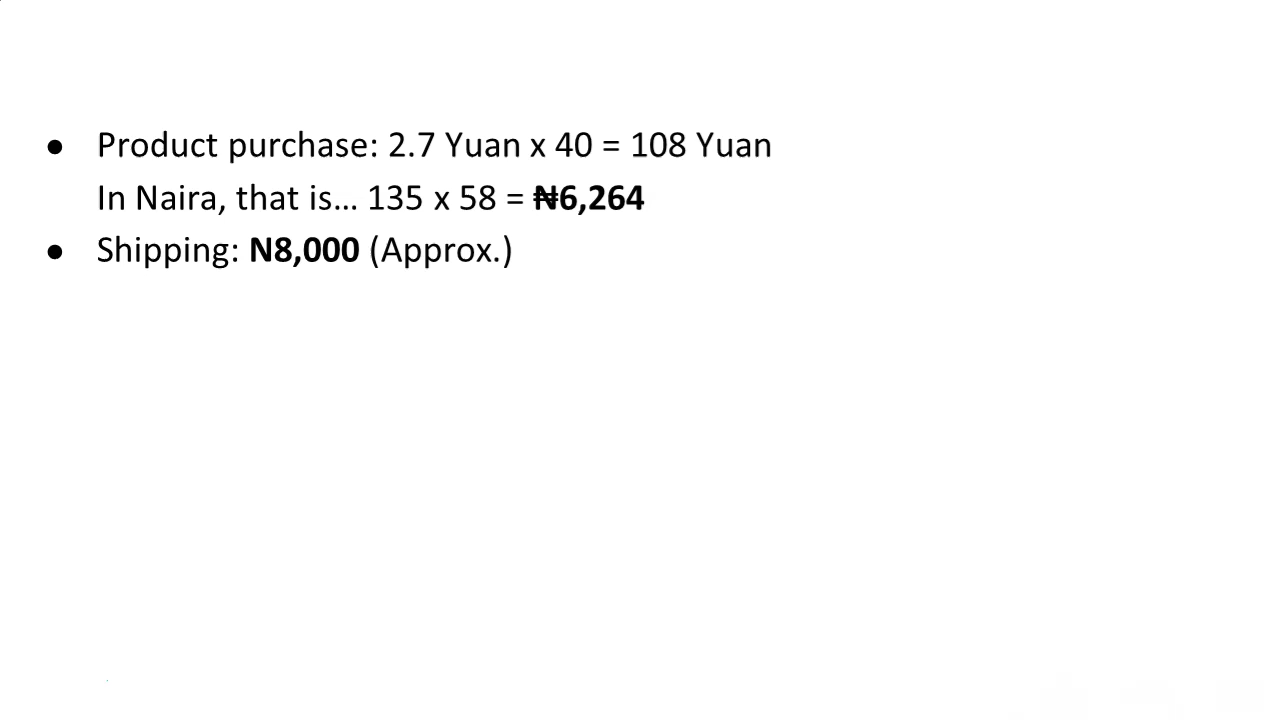 ● Product purchase: 2.7 Yuan x 40 = 108 Yuan
In Naira, that is… 135 x 58 = ₦6,264
● Shipping: N8,000 (Approx.)